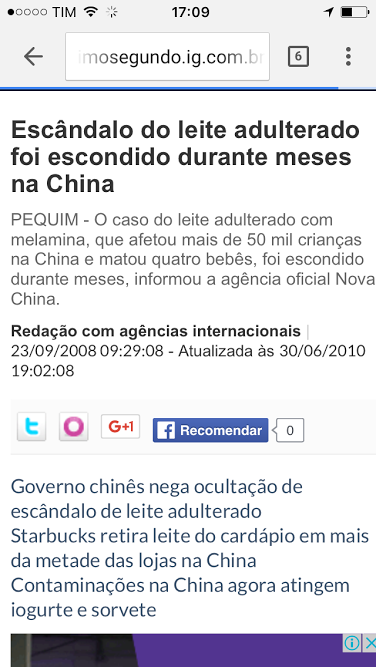 TIM 17:09
imosegundo.ig.com.br 6
Escândalo do leite adulterado
foi escondido durante meses
na China
PEQUIM - O caso do leite adulterado com
melamina, que afetou mais de 50 mil crianças
na China e matou quatro bebês, foi escondido
durante meses, informou a agência oficial Nova
China.
Redação com agências internacionais |
23/09/2008 09:29:08 - Atualizada às 30/06/2010
19:02:08
t G+1 f Recomendar 0
Governo chinês nega ocultação de
escândalo de leite adulterado
Starbucks retira leite do cardápio em mais
da metade das lojas na China
Contaminações na China agora atingem
iogurte e sorvete